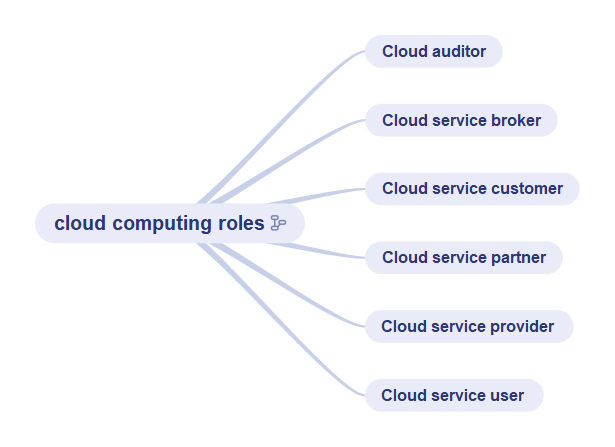 cloud computing roles
Cloud auditor
Cloud service broker
Cloud service customer
Cloud service partner
Cloud service provider
Cloud service user